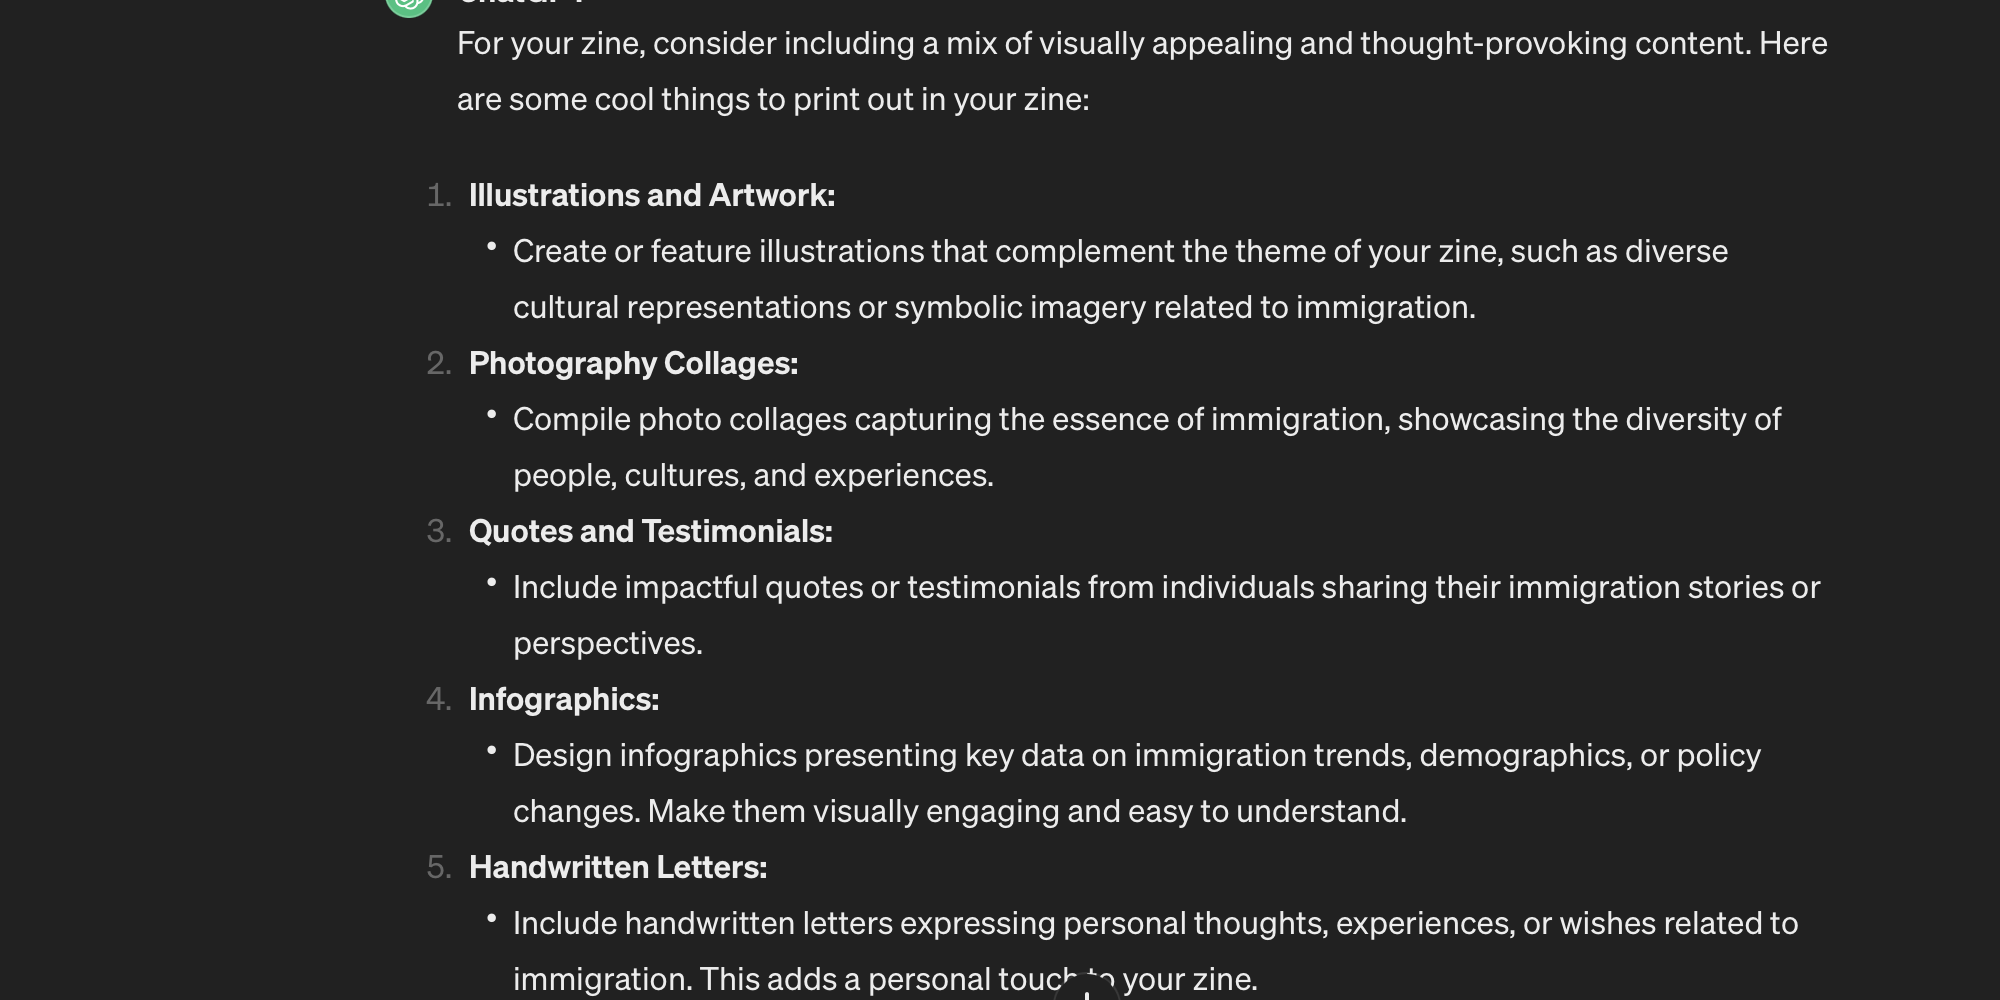 ChatGPT
For your zine, consider including a mix of visually appealing and thought-provoking content. Here
are some cool things to print out in your zine:
1. Illustrations and Artwork:
• Create or feature illustrations that complement the theme of your zine, such as diverse
cultural representations or symbolic imagery related to immigration.
2. Photography Collages:
• Compile photo collages capturing the essence of immigration, showcasing the diversity of
people, cultures, and experiences.
3. Quotes and Testimonials:
• Include impactful quotes or testimonials from individuals sharing their immigration stories or
perspectives.
4. Infographics:
• Design infographics presenting key data on immigration trends, demographics, or policy
changes. Make them visually engaging and easy to understand.
5. Handwritten Letters:
• Include handwritten letters expressing personal thoughts, experiences, or wishes related to
immigration. This adds a personal touch to your zine.